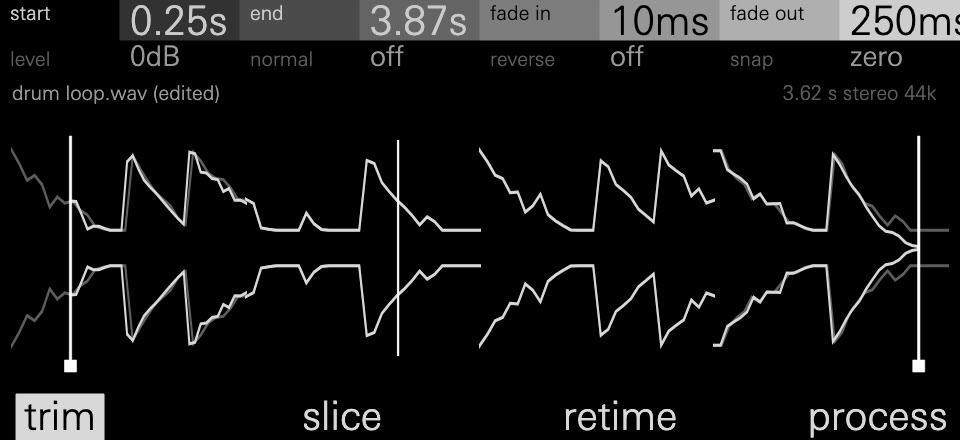 start 0.25s end 3.87s fade in 10ms fade out 250ms
level 0dB normal off reverse off snap zero
drum loop.wav (edited) 3.62 s stereo 44k
trim slice retime process